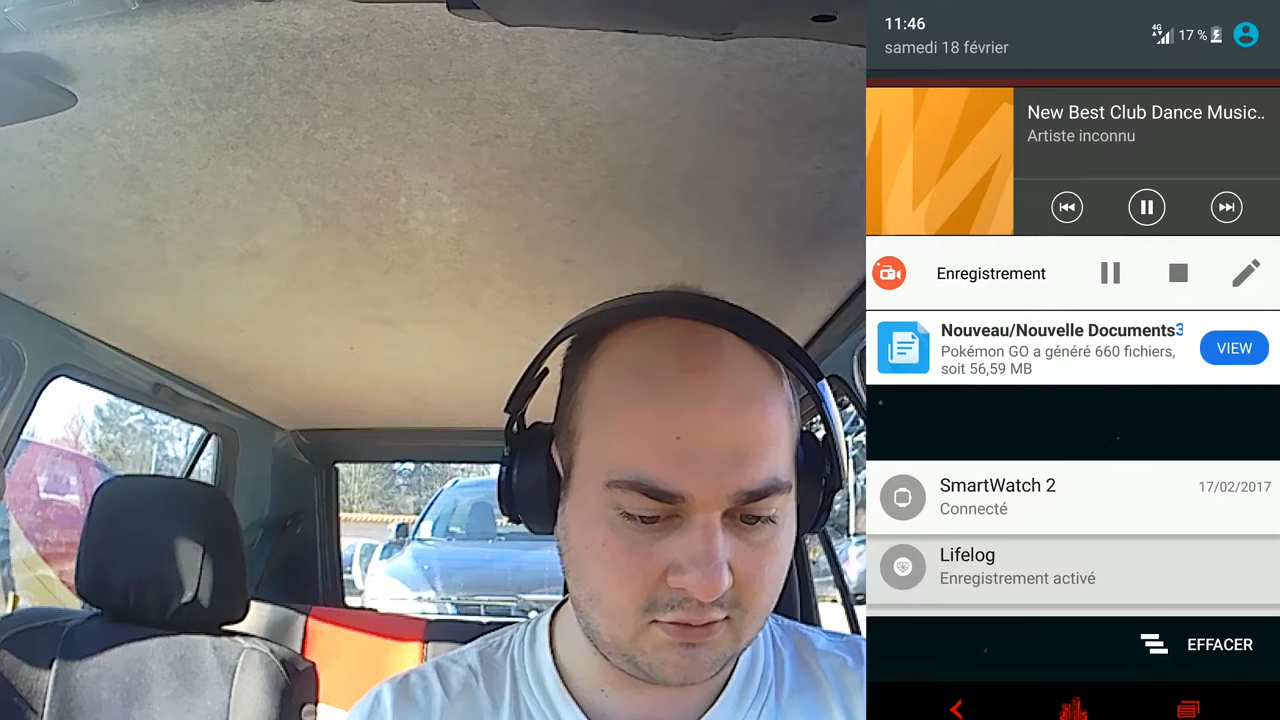 11:46
samedi 18 février
4G
17 %
New Best Club Dance Music..
Artiste inconnu
Enregistrement
Nouveau/Nouvelle Documents3
Pokémon GO a généré 660 fichiers,
soit 56,59 MB
VIEW
SmartWatch 2
17/02/2017
Connecté
Lifelog
Enregistrement activé
EFFACER